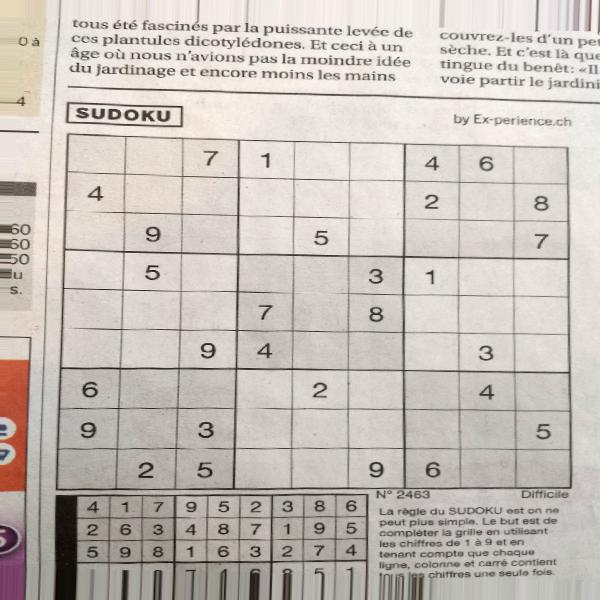 tous été fascinés par la puissante levée de
ces plantules dicotylédones. Et ceci à un
âge où nous n'avions pas la moindre idée
du jardinage et encore moins les mains
couvrez-les d'un pet
sèche. Et c'est là que
tingue du benêt: «Il
voie partir le jardini
0 à
4
SUDOKU
by Ex-perience.ch
7 1 4 6
4 2 8
9 5 7
5 3 1
7 8
9 4 3
6 2 4
9 3 5
2 5 9 6
60
60
50
u
s.
4 1 7 9 5 2 3 8 6
2 6 3 4 8 7 1 9 5
5 9 8 1 6 3 2 7 4
N° 2463
Difficile
La règle du SUDOKU est on ne
peut plus simple. Le but est de
compléter la grille en utilisant
les chiffres de 1 à 9 et en
tenant compte que chaque
ligne, colonne et carré contient
tous les chiffres une seule fois.